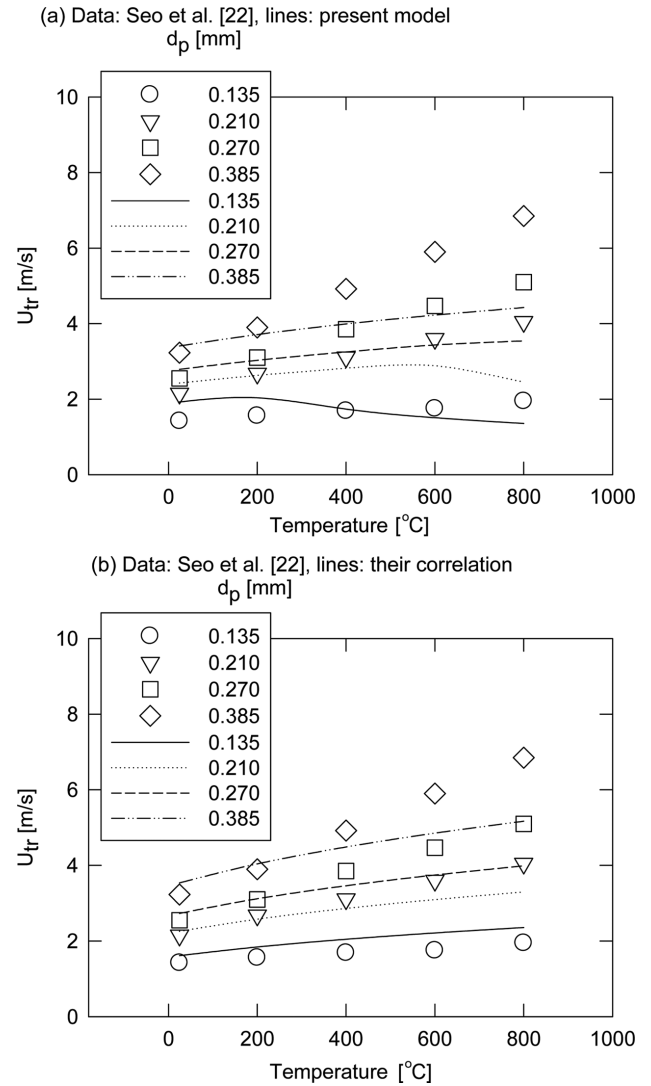 (a) Data: Seo et al. [22], lines: present model
dp [mm]
0.135
0.210
0.270
0.385
0.135
0.210
0.270
0.385
10
8
6
4
2
0
Utr [m/s]
0 200 400 600 800 1000
Temperature [°C]
(b) Data: Seo et al. [22], lines: their correlation
dp [mm]
0.135
0.210
0.270
0.385
0.135
0.210
0.270
0.385
10
8
6
4
2
0
Utr [m/s]
0 200 400 600 800 1000
Temperature [°C]